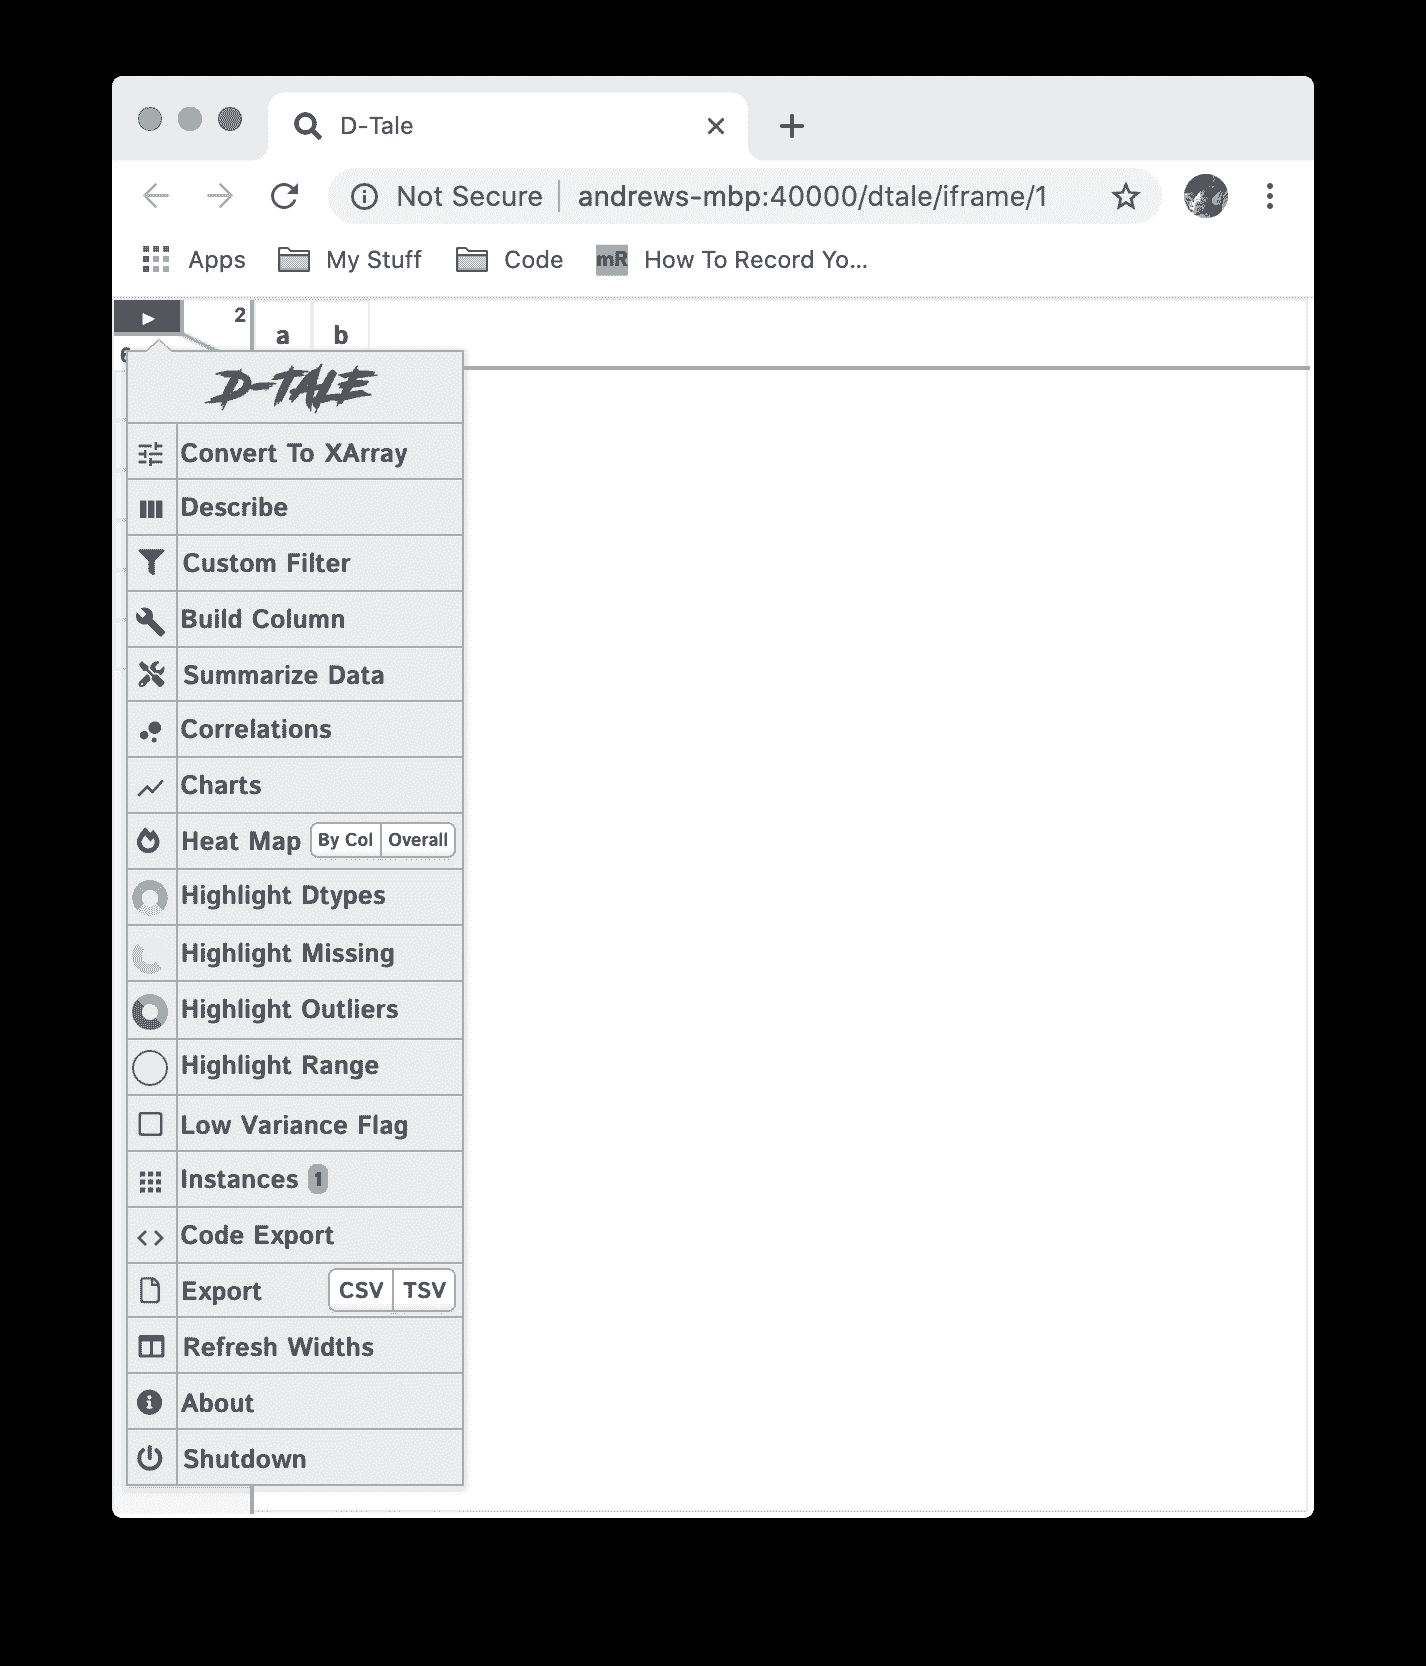 D-Tale
Not Secure andrews-mbp:40000/dtale/iframe/1
Apps My Stuff Code mR How To Record Yo...
2
a b
6
D-TALE
Convert To XArray
Describe
Custom Filter
Build Column
Summarize Data
Correlations
Charts
Heat Map By Col Overall
Highlight Dtypes
Highlight Missing
Highlight Outliers
Highlight Range
Low Variance Flag
Instances 1
Code Export
Export CSV TSV
Refresh Widths
About
Shutdown